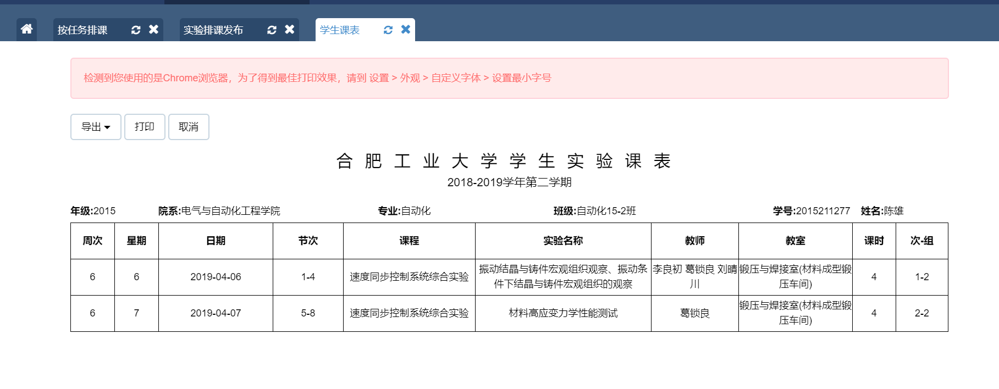 按任务排课
实验排课发布
学生课表
检测到您使用的是Chrome浏览器，为了得到最佳打印效果，请到 设置 > 外观 > 自定义字体 > 设置最小字号
导出 打印 取消
合肥工业大学学生实验课表
2018-2019学年第二学期
年级:2015 院系:电气与自动化工程学院 专业:自动化 班级:自动化15-2班 学号:2015211277 姓名:陈雄
周次 星期 日期 节次 课程 实验名称 教师 教室 课时 次-组
6 6 2019-04-06 1-4 速度同步控制系统综合实验 振动结晶与铸件宏观组织观察、振动条件下结晶与铸件宏观组织的观察 李良初 葛锁良 刘晴川 锻压与焊接室(材料成型锻压车间) 4 1-2
6 7 2019-04-07 5-8 速度同步控制系统综合实验 材料高应变力学性能测试 葛锁良 锻压与焊接室(材料成型锻压车间) 4 2-2